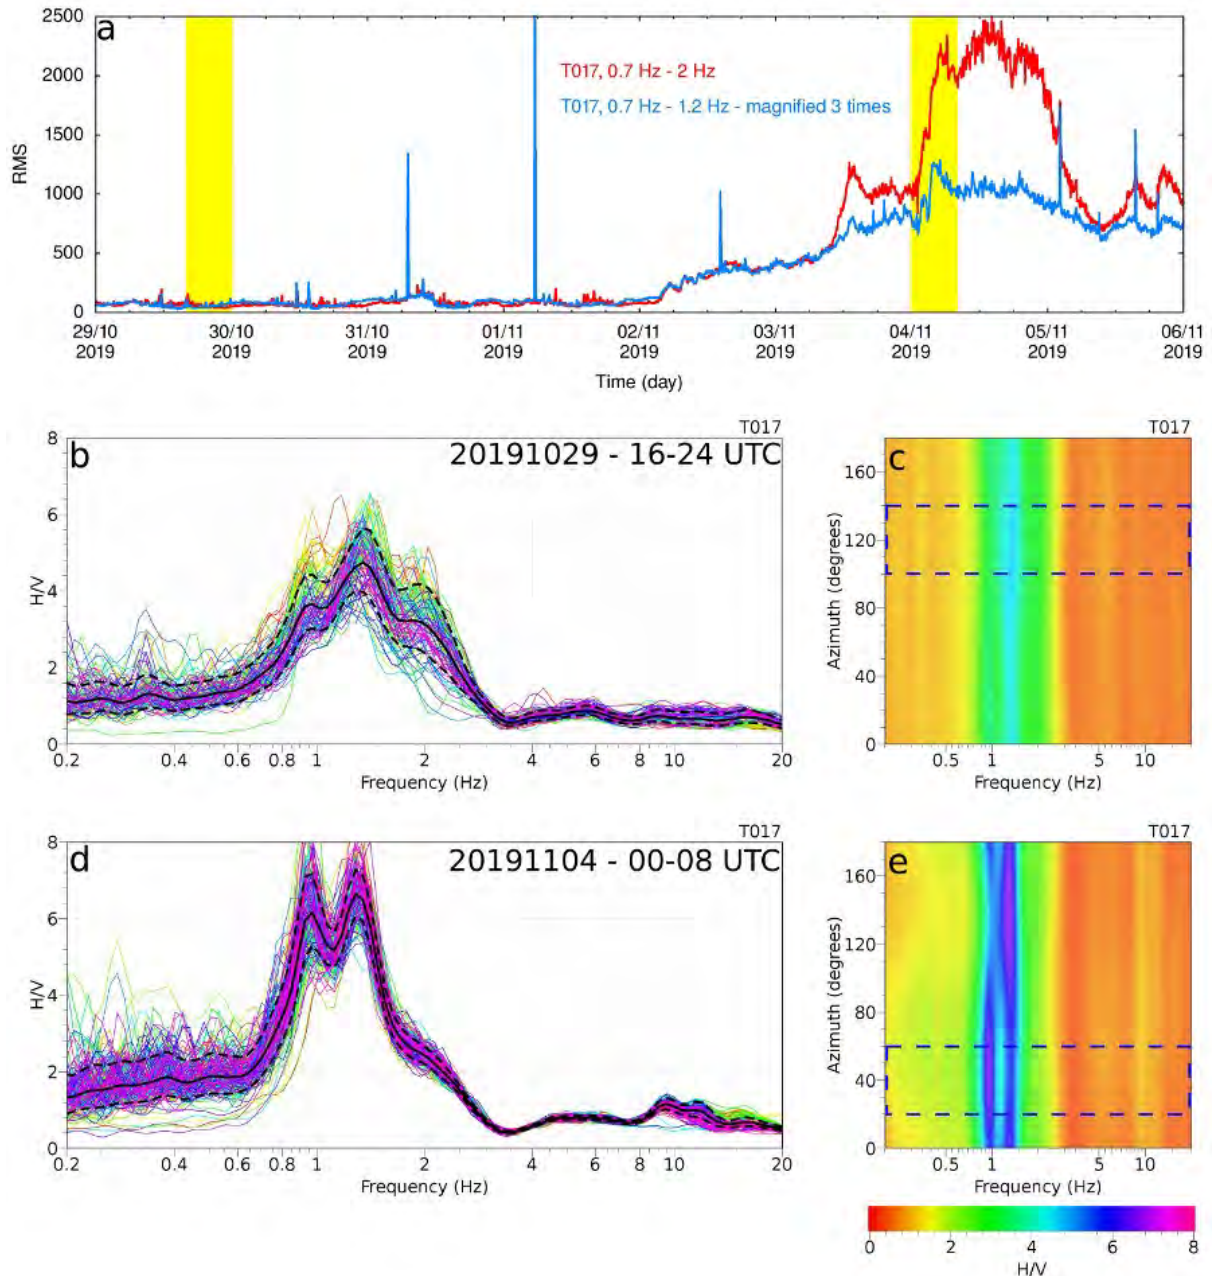 a
2500
2000
1500
1000
500
0
RMS
T017, 0.7 Hz - 2 Hz
T017, 0.7 Hz - 1.2 Hz - magnified 3 times
29/10 30/10 31/10 01/11 02/11 03/11 04/11 05/11 06/11
2019 2019 2019 2019 2019 2019 2019 2019 2019
Time (day)
T017
b
20191029 - 16-24 UTC
8
6
4
2
0
H/V
0.2 0.4 0.6 0.8 1 2 4 6 8 10 20
Frequency (Hz)
T017
c
160
120
80
40
0
Azimuth (degrees)
0.5 1 5 10
Frequency (Hz)
T017
d
20191104 - 00-08 UTC
8
6
4
2
0
H/V
0.2 0.4 0.6 0.8 1 2 4 6 8 10 20
Frequency (Hz)
T017
e
160
120
80
40
0
Azimuth (degrees)
0.5 1 5 10
Frequency (Hz)
0 2 4 6 8
H/V